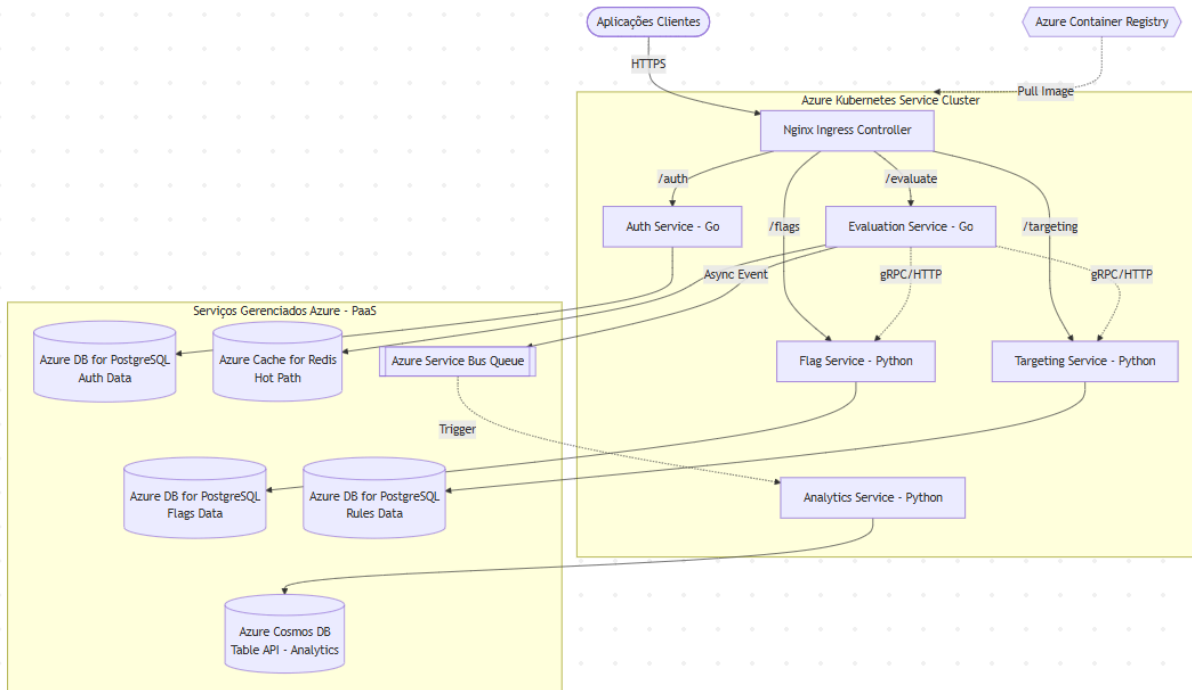 Aplicações Clientes
Azure Container Registry
HTTPS
Pull Image
Azure Kubernetes Service Cluster
Nginx Ingress Controller
/auth
/evaluate
Auth Service - Go
/flags
Evaluation Service - Go
/targeting
Async Event
gRPC/HTTP
gRPC/HTTP
Serviços Gerenciados Azure - PaaS
Azure DB for PostgreSQL
Auth Data
Azure Cache for Redis
Hot Path
Azure Service Bus Queue
Flag Service - Python
Targeting Service - Python
Trigger
Azure DB for PostgreSQL
Flags Data
Azure DB for PostgreSQL
Rules Data
Analytics Service - Python
Azure Cosmos DB
Table API - Analytics